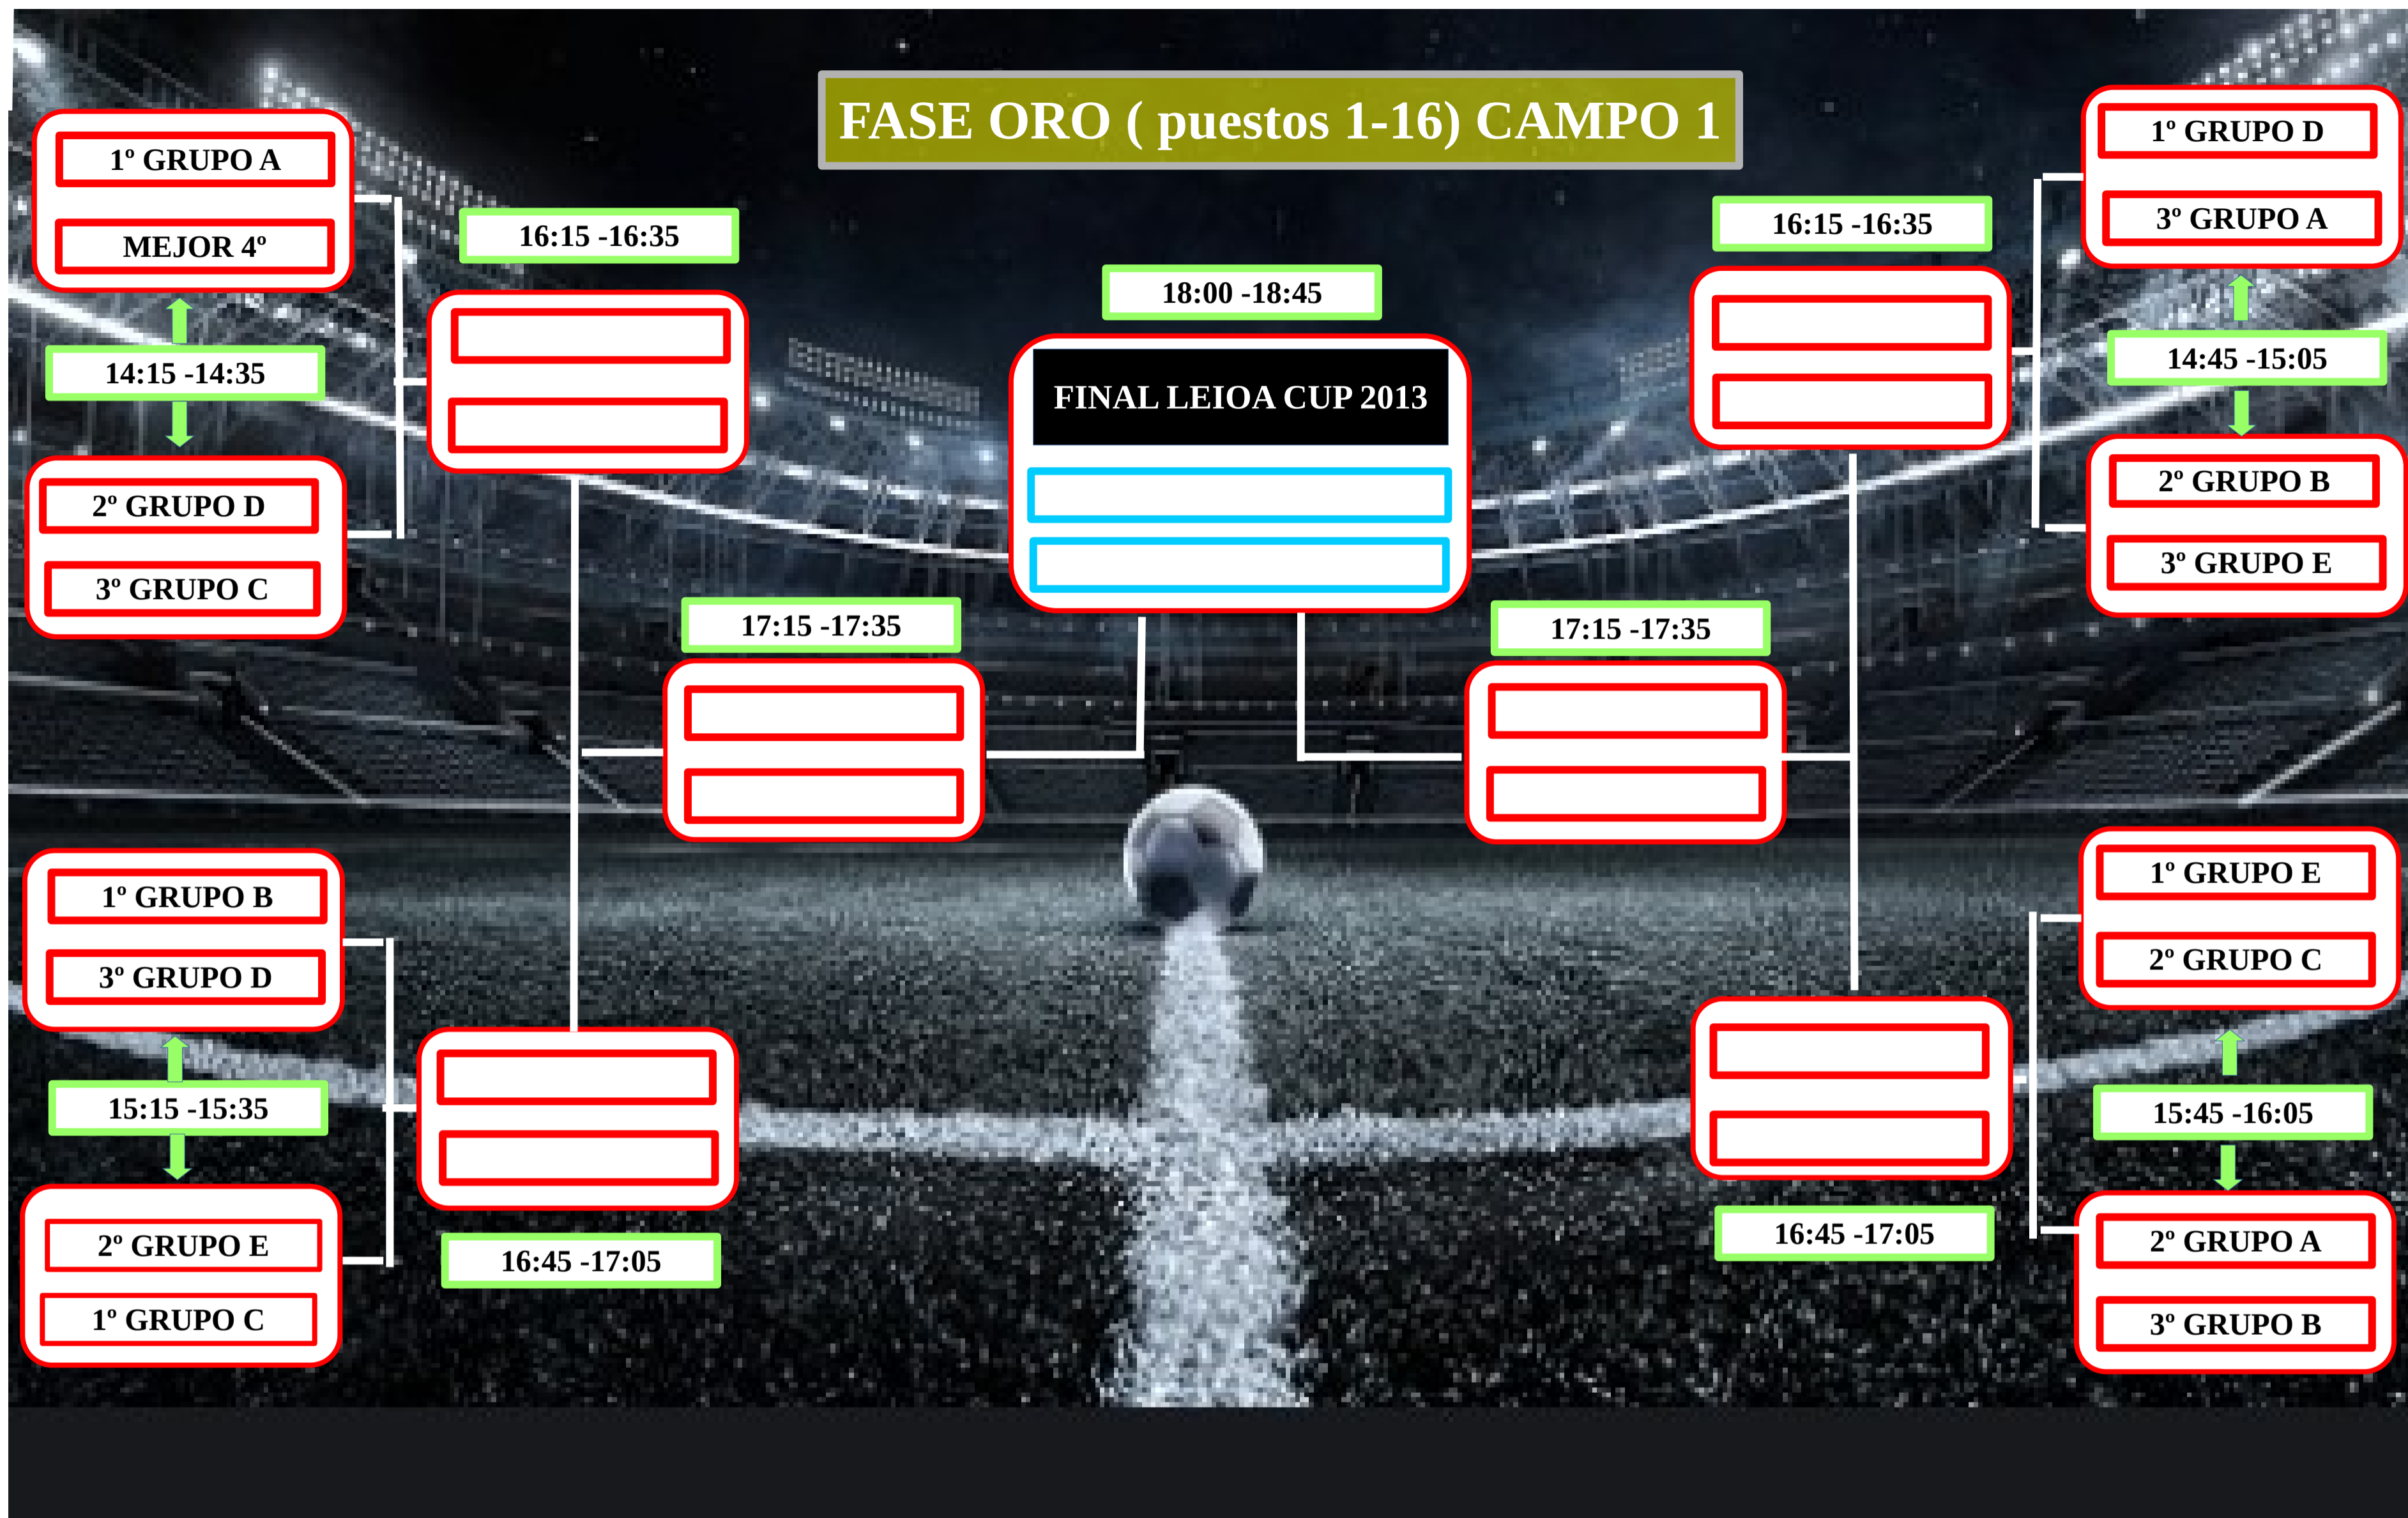 FASE ORO ( puestos 1-16) CAMPO 1
1º GRUPO A
MEJOR 4º
14:15 -14:35
2º GRUPO D
3º GRUPO C
16:15 -16:35
1º GRUPO B
3º GRUPO D
15:15 -15:35
2º GRUPO E
1º GRUPO C
16:45 -17:05
17:15 -17:35
18:00 -18:45
FINAL LEIOA CUP 2013
17:15 -17:35
16:15 -16:35
1º GRUPO D
3º GRUPO A
14:45 -15:05
2º GRUPO B
3º GRUPO E
1º GRUPO E
2º GRUPO C
15:45 -16:05
2º GRUPO A
3º GRUPO B
16:45 -17:05